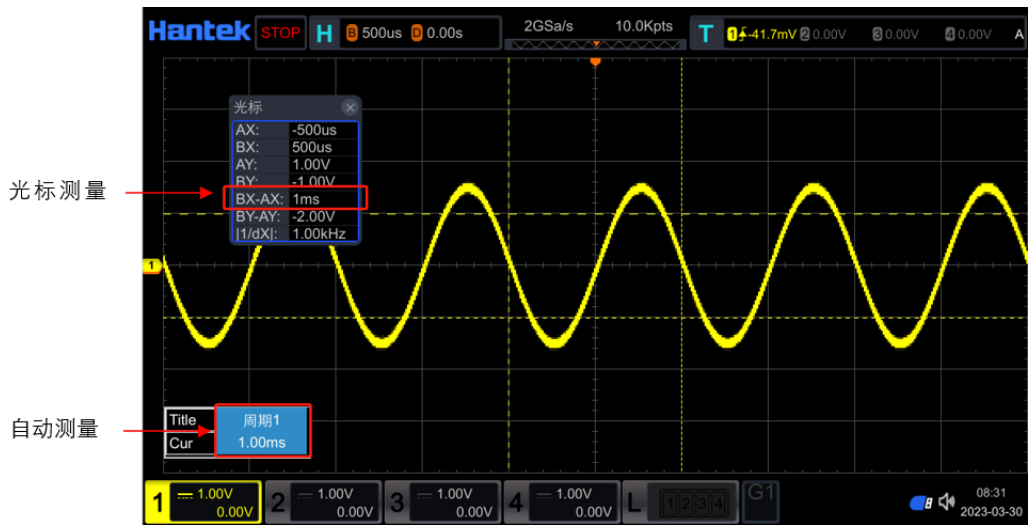 Hantek STOP H B 500us D 0.00s 2GSa/s 10.0Kpts T 1 -41.7mV 2 0.00V 3 0.00V 4 0.00V A
光标
AX: -500us
BX: 500us
AY: 1.00V
BY: -1.00V
光标测量
BX-AX: 1ms
BY-AY: -2.00V
|1/dX|: 1.00kHz
1
自动测量
Title 周期1
Cur 1.00ms
1 1.00V 0.00V
2 1.00V 0.00V
3 1.00V 0.00V
4 1.00V 0.00V
L 1 2 3 4
G1
08:31
2023-03-30